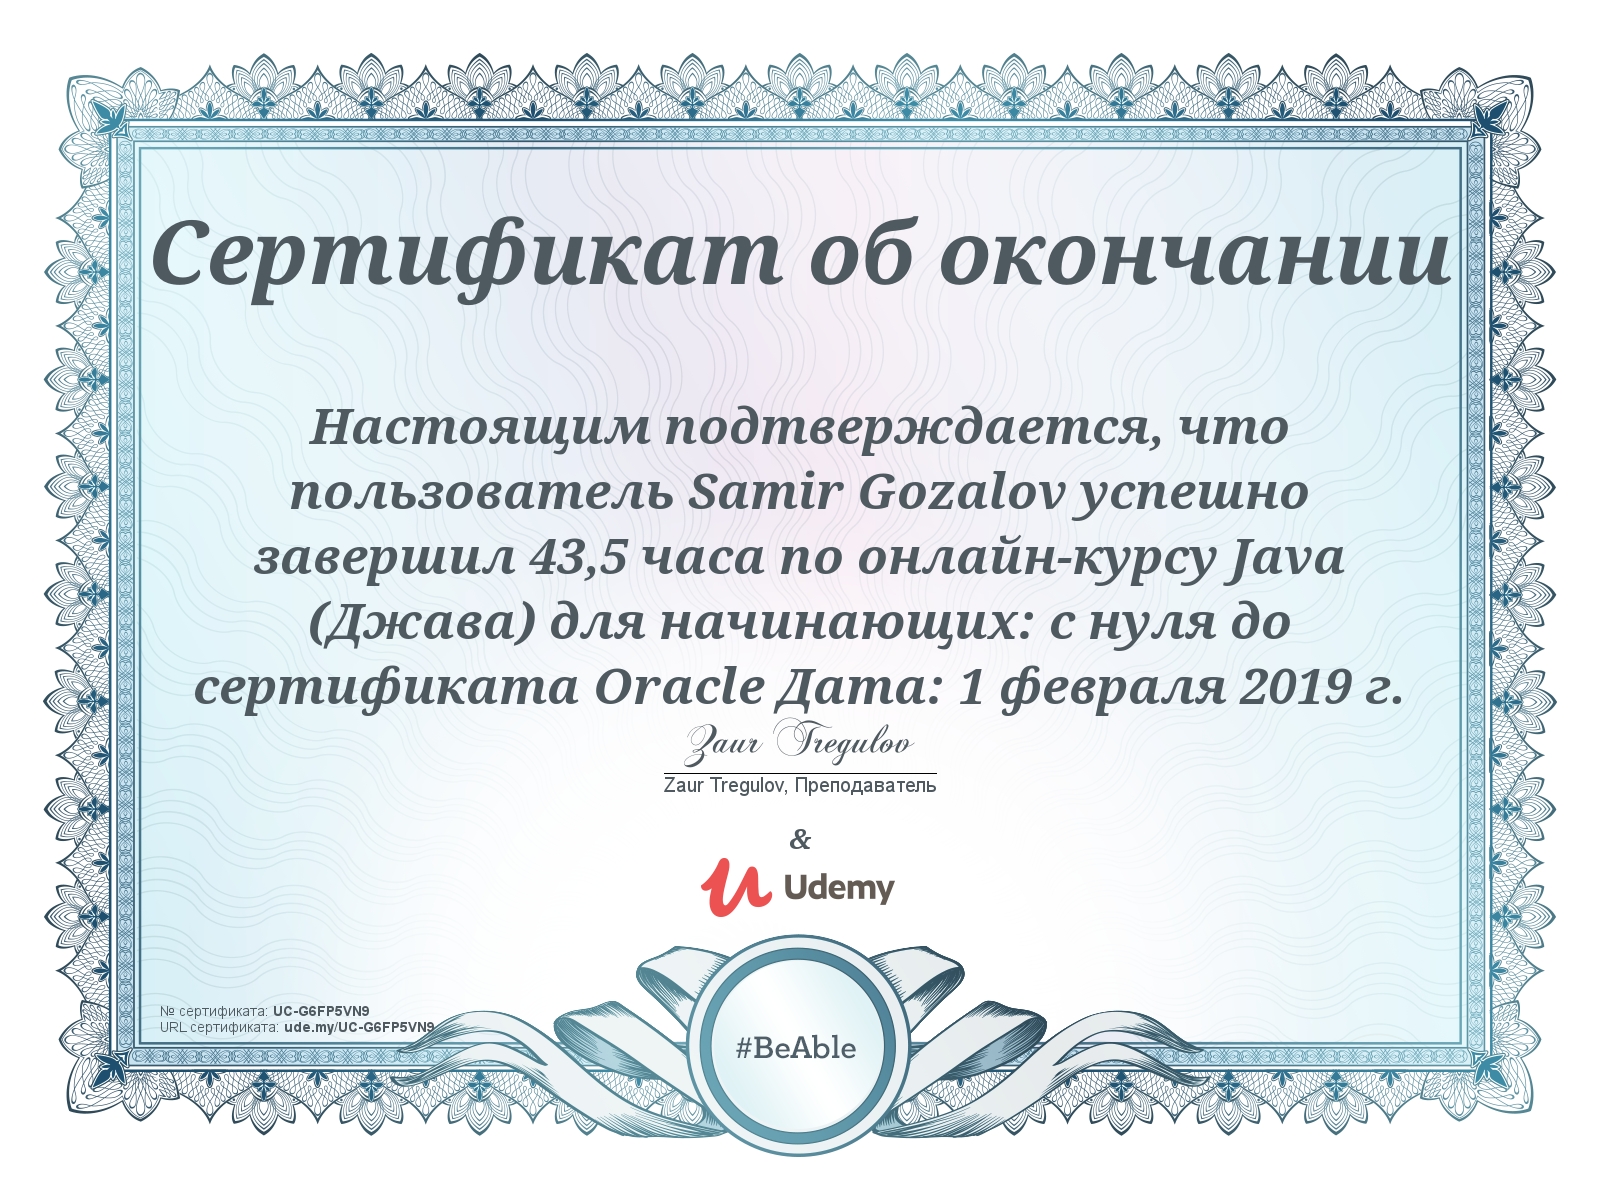 Сертификат об окончании
Настоящим подтверждается, что
пользователь Samir Gozalov успешно
завершил 43,5 часа по онлайн-курсу Java
(Джава) для начинающих: с нуля до
сертификата Oracle Дата: 1 февраля 2019 г.
Zaur Tregulov
Zaur Tregulov, Преподаватель
&
Udemy
№ сертификата: UC-G6FP5VN9
URL сертификата: ude.my/UC-G6FP5VN9
#BeAble